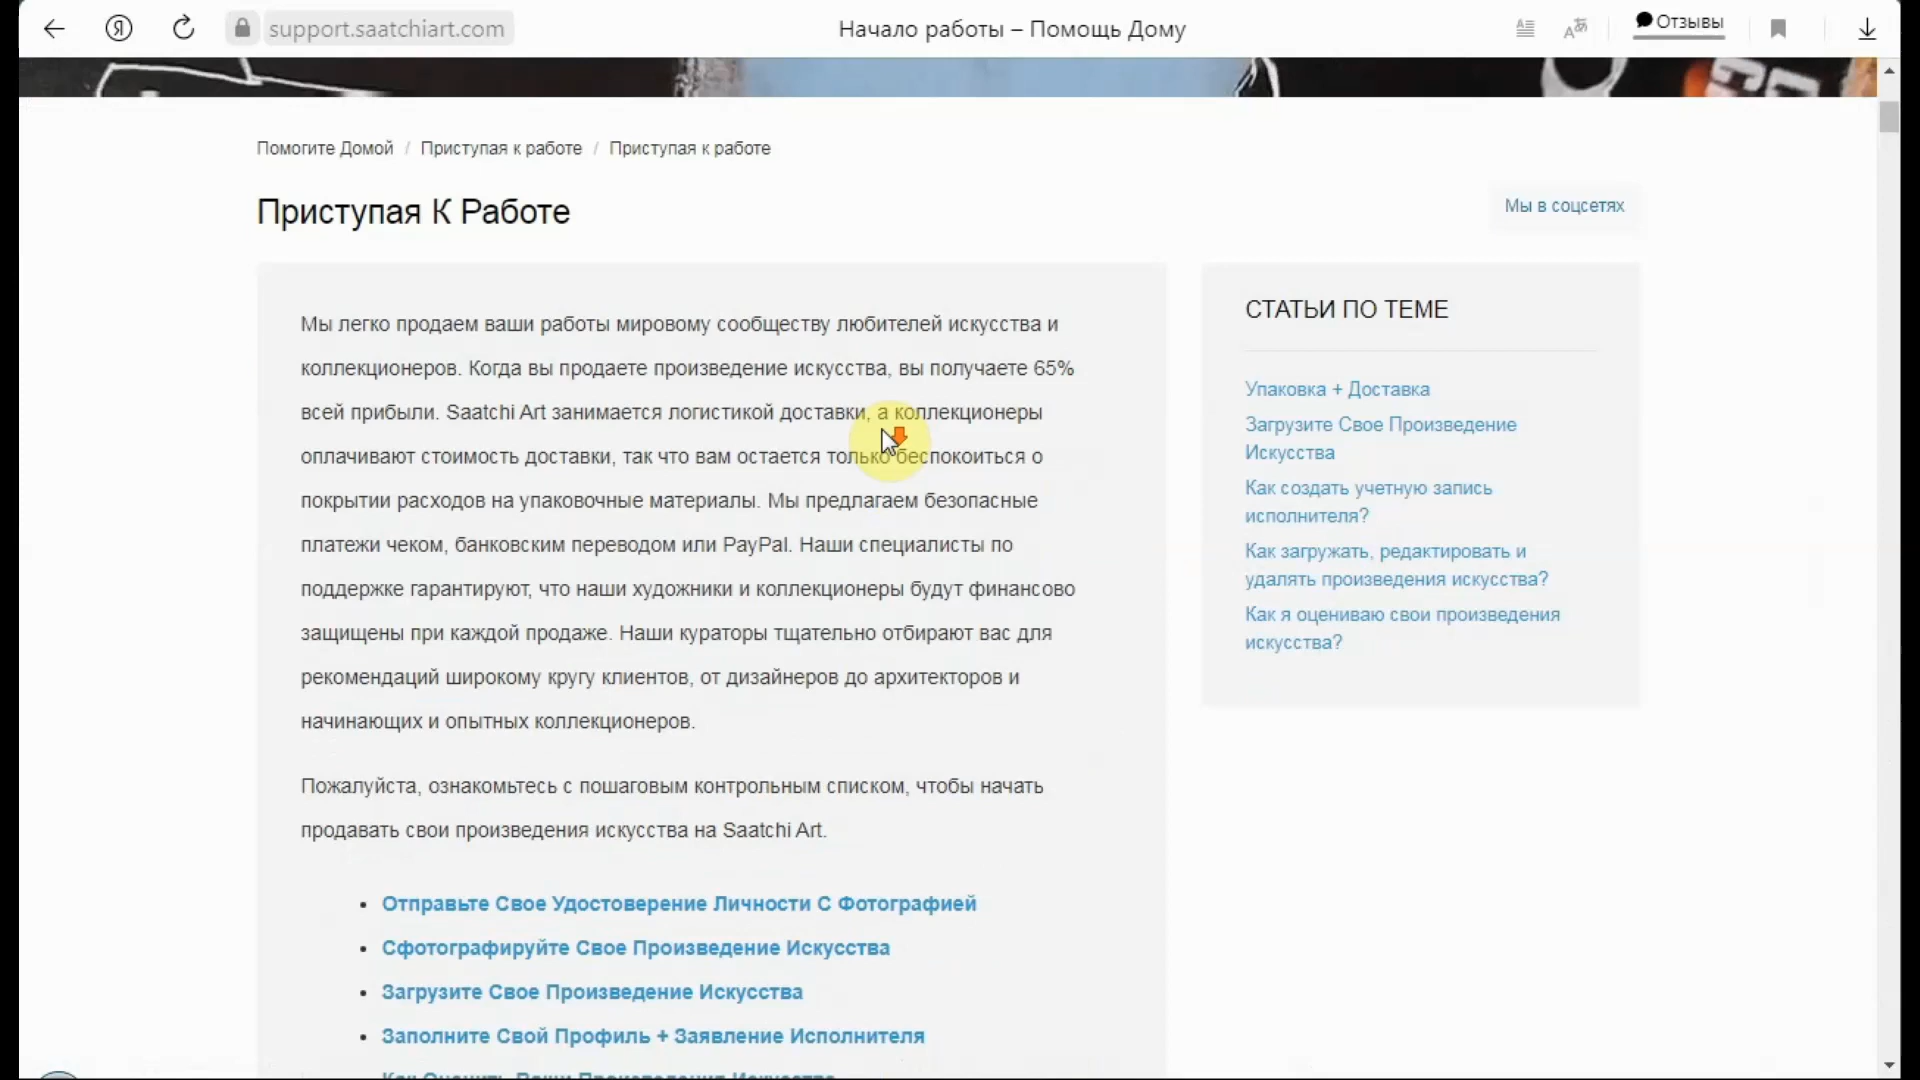 support.saatchiart.com
Начало работы – Помощь Дому
Отзывы
Помогите Домой / Приступая к работе / Приступая к работе
Приступая К Работе
Мы в соцсетях
Мы легко продаем ваши работы мировому сообществу любителей искусства и
коллекционеров. Когда вы продаете произведение искусства, вы получаете 65%
всей прибыли. Saatchi Art занимается логистикой доставки, а коллекционеры
оплачивают стоимость доставки, так что вам остается только беспокоиться о
покрытии расходов на упаковочные материалы. Мы предлагаем безопасные
платежи чеком, банковским переводом или PayPal. Наши специалисты по
поддержке гарантируют, что наши художники и коллекционеры будут финансово
защищены при каждой продаже. Наши кураторы тщательно отбирают вас для
рекомендаций широкому кругу клиентов, от дизайнеров до архитекторов и
начинающих и опытных коллекционеров.
Пожалуйста, ознакомьтесь с пошаговым контрольным списком, чтобы начать
продавать свои произведения искусства на Saatchi Art.
• Отправьте Свое Удостоверение Личности С Фотографией
• Сфотографируйте Свое Произведение Искусства
• Загрузите Свое Произведение Искусства
• Заполните Свой Профиль + Заявление Исполнителя
СТАТЬИ ПО ТЕМЕ
Упаковка + Доставка
Загрузите Свое Произведение
Искусства
Как создать учетную запись
исполнителя?
Как загружать, редактировать и
удалять произведения искусства?
Как я оцениваю свои произведения
искусства?